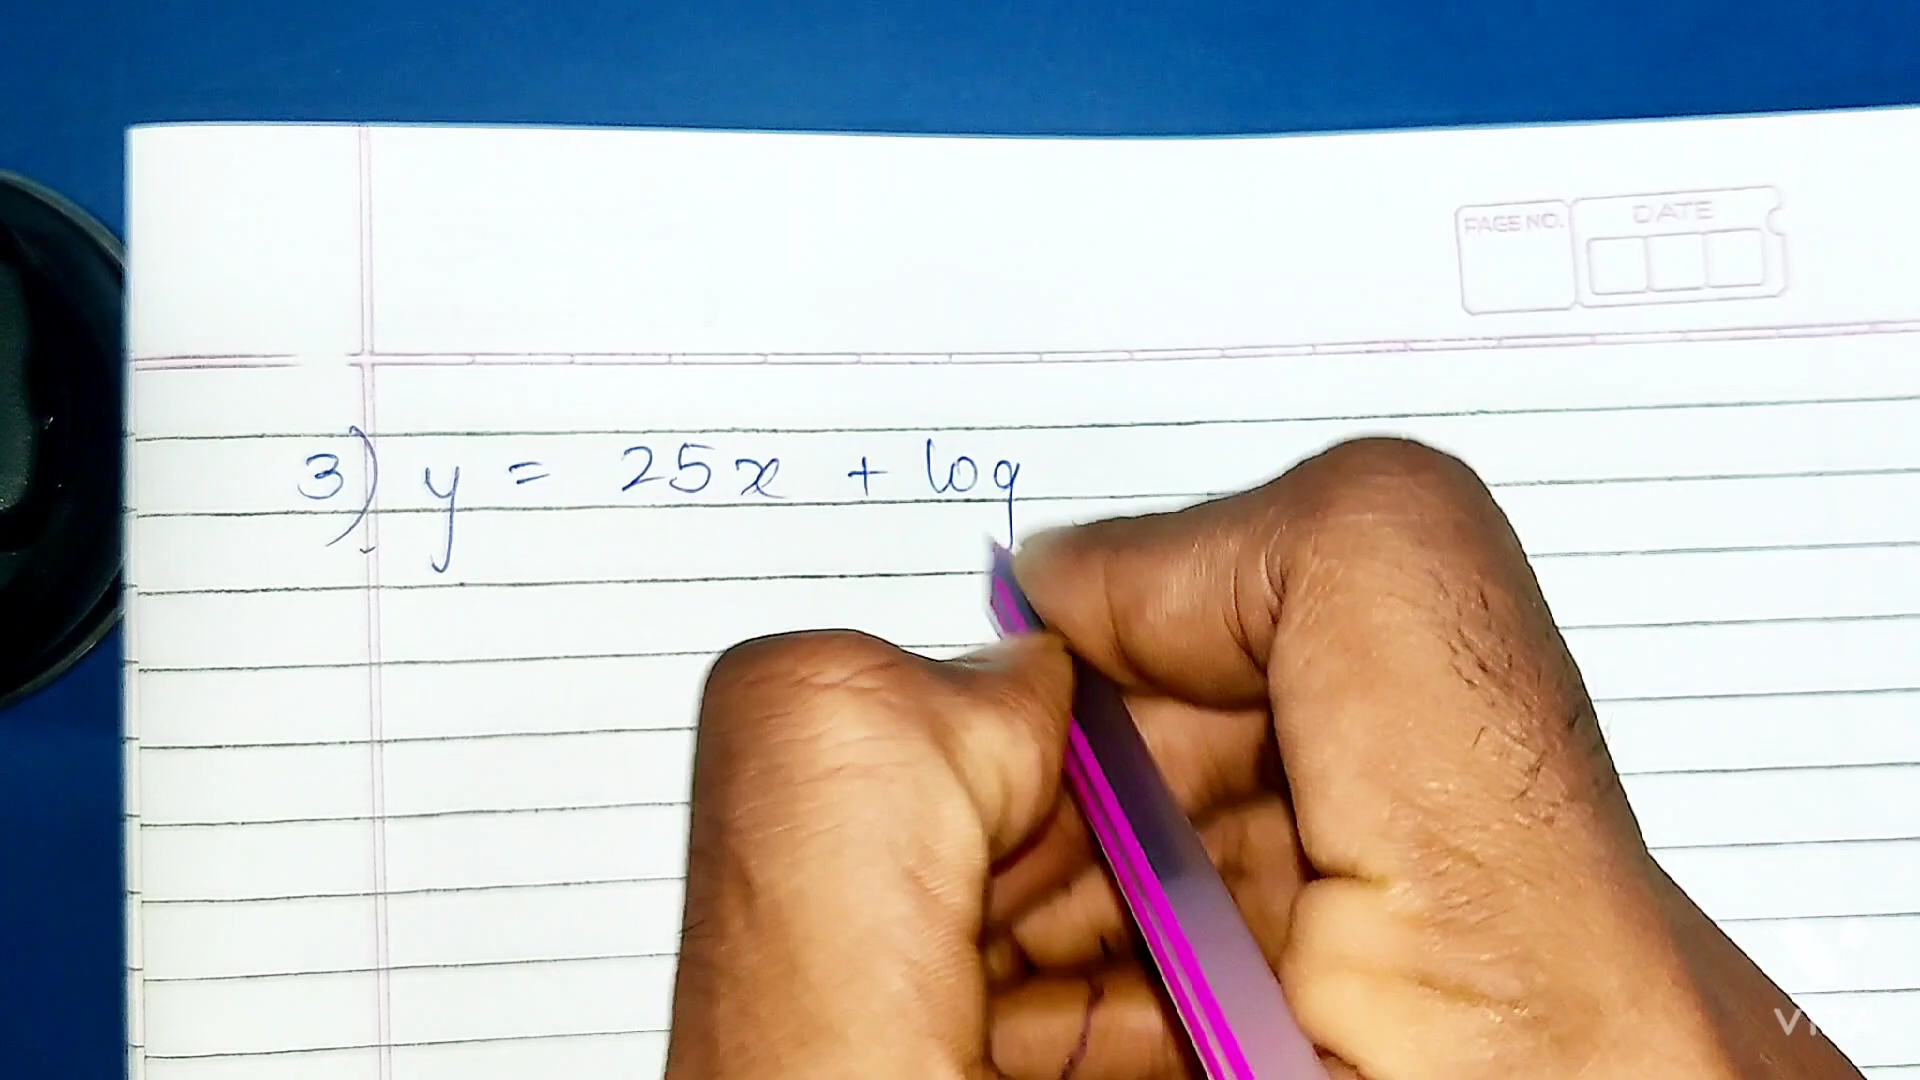 PAGE NO. DATE
3) y = 25x + log